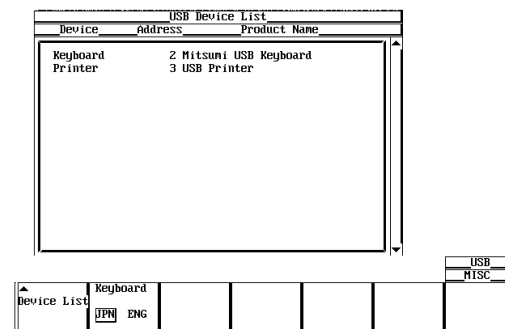 USB Device List
Device Address Product Name
Keyboard 2 Mitsumi USB Keyboard
Printer 3 USB Printer
USB
MISC
Device List
Keyboard
JPN ENG